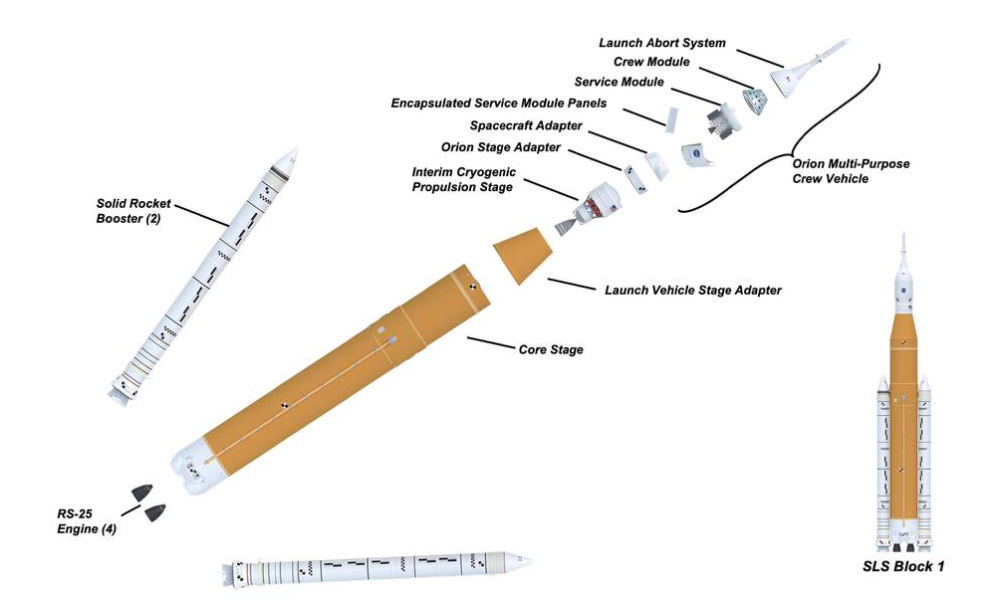 Launch Abort System
Crew Module
Service Module
Encapsulated Service Module Panels
Spacecraft Adapter
Orion Stage Adapter
Interim Cryogenic
Propulsion Stage
Orion Multi-Purpose
Crew Vehicle
Solid Rocket
Booster (2)
Launch Vehicle Stage Adapter
Core Stage
RS-25
Engine (4)
SLS Block 1